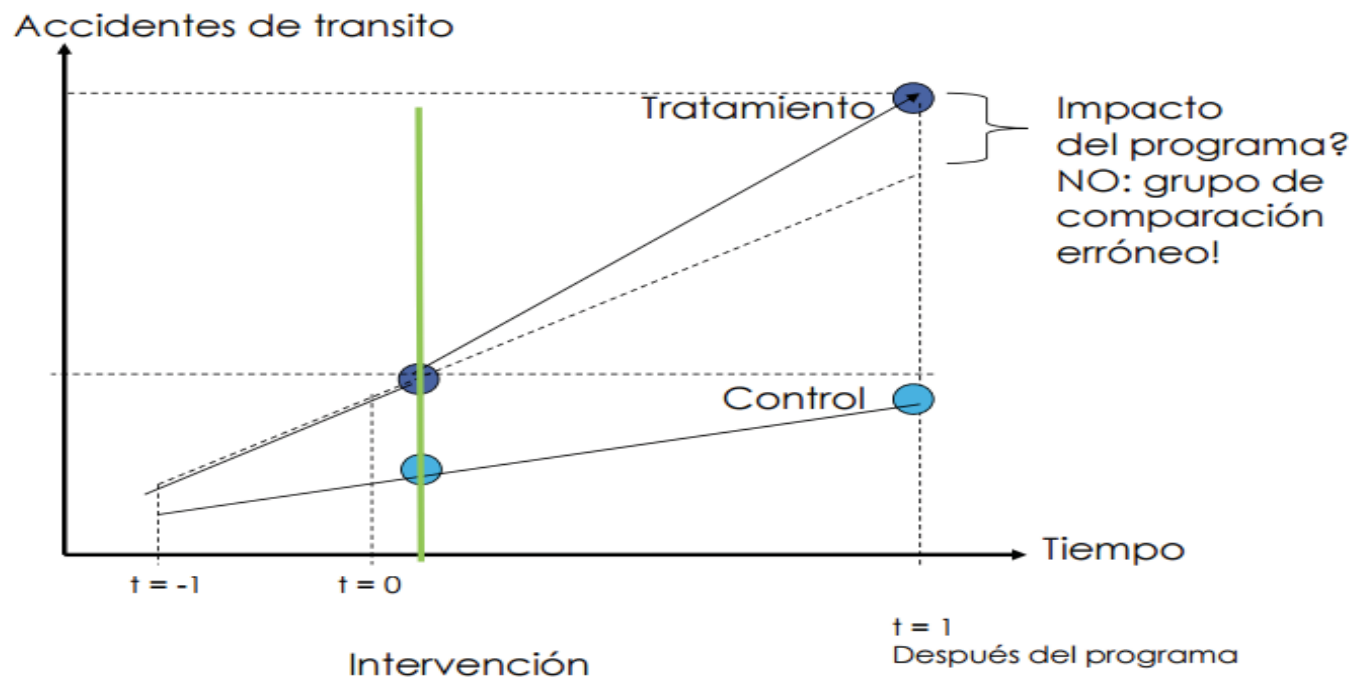 Accidentes de transito
Tratamiento
Impacto
del programa?
NO: grupo de
comparación
erróneo!
Control
Tiempo
t = -1
t = 0
t = 1
Después del programa
Intervención